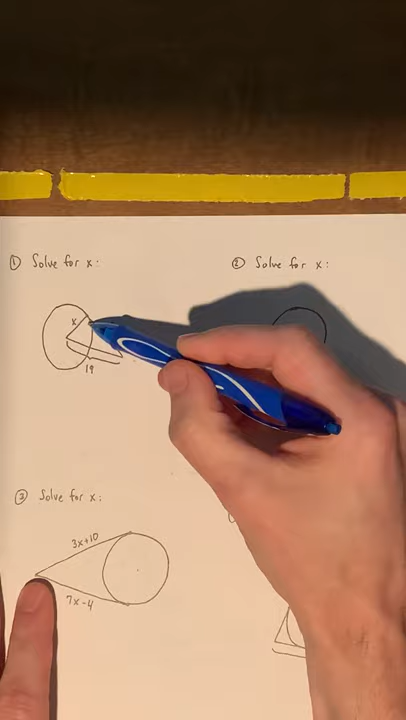 ① Solve for x:
② Solve for x:
x
19
③ Solve for x:
3x+10
7x-4